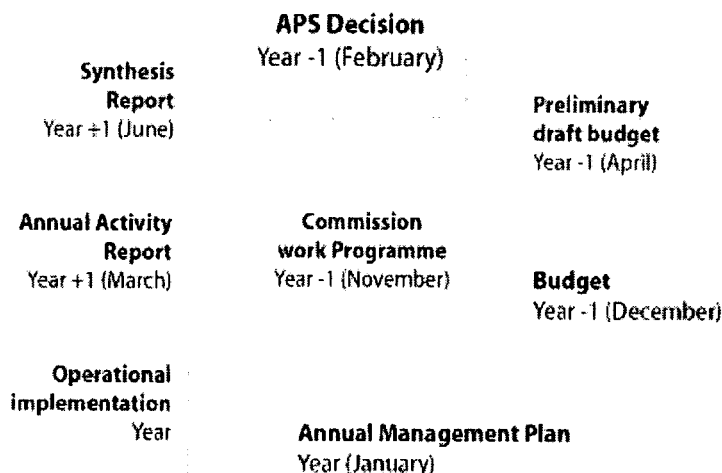 APS Decision
Year -1 (February)
Synthesis
Report
Year +1 (June)
Preliminary
draft budget
Year -1 (April)
Annual Activity
Report
Year +1 (March)
Commission
work Programme
Year -1 (November)
Budget
Year -1 (December)
Operational
implementation
Year
Annual Management Plan
Year (January)